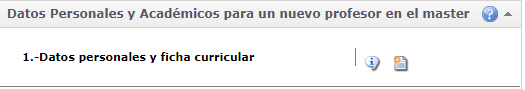 Datos Personales y Académicos para un nuevo profesor en el master
1.-Datos personales y ficha curricular